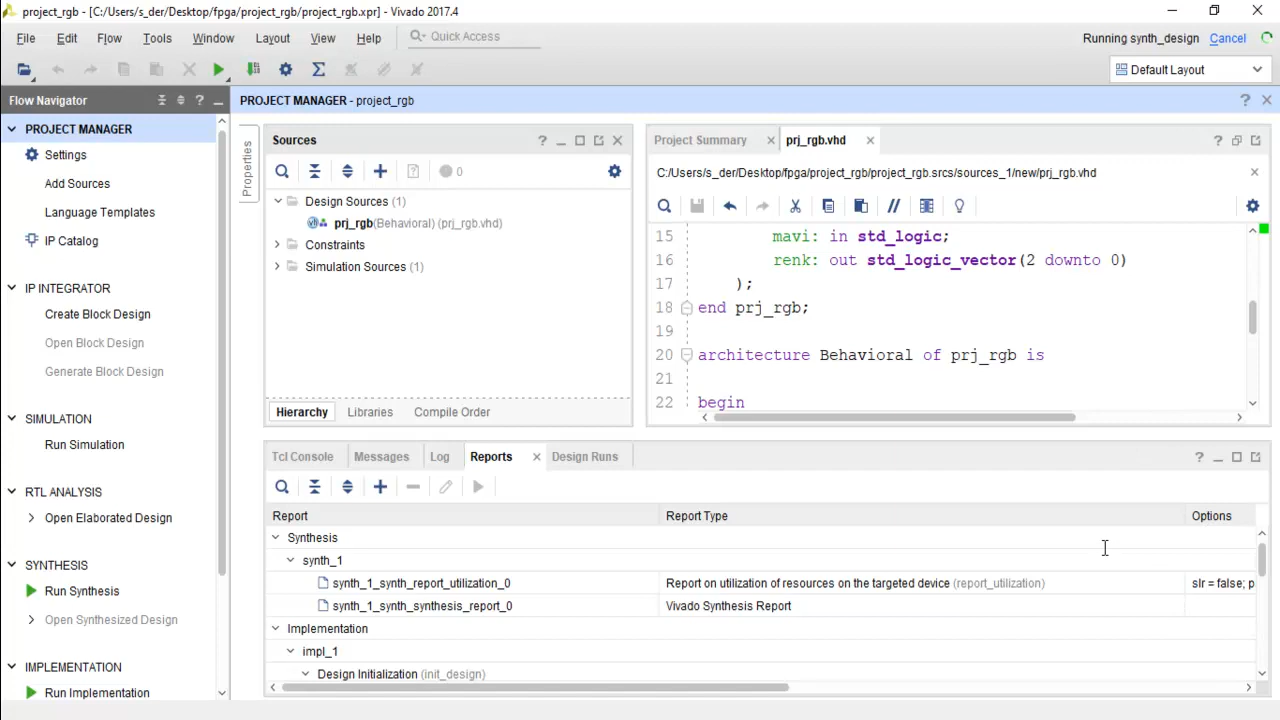 project_rgb - [C:/Users/s_der/Desktop/fpga/project_rgb/project_rgb.xpr] - Vivado 2017.4
File Edit Flow Tools Window Layout View Help Quick Access
Running synth_design Cancel
Default Layout
Flow Navigator
PROJECT MANAGER - project_rgb
PROJECT MANAGER
Settings
Add Sources
Language Templates
IP Catalog
IP INTEGRATOR
Create Block Design
Open Block Design
Generate Block Design
SIMULATION
Run Simulation
RTL ANALYSIS
Open Elaborated Design
SYNTHESIS
Run Synthesis
Open Synthesized Design
IMPLEMENTATION
Run Implementation
Properties
Sources
0
Design Sources (1)
prj_rgb(Behavioral) (prj_rgb.vhd)
Constraints
Simulation Sources (1)
Hierarchy Libraries Compile Order
Project Summary prj_rgb.vhd
C:/Users/s_der/Desktop/fpga/project_rgb/project_rgb.srcs/sources_1/new/prj_rgb.vhd
15 mavi: in std_logic;
16 renk: out std_logic_vector(2 downto 0)
17 );
18 end prj_rgb;
19
20 architecture Behavioral of prj_rgb is
21
22 begin
Tcl Console Messages Log Reports Design Runs
Report Report Type Options
Synthesis
synth_1
synth_1_synth_report_utilization_0 Report on utilization of resources on the targeted device (report_utilization) slr = false; p
synth_1_synth_synthesis_report_0 Vivado Synthesis Report
Implementation
impl_1
Design Initialization (init_design)